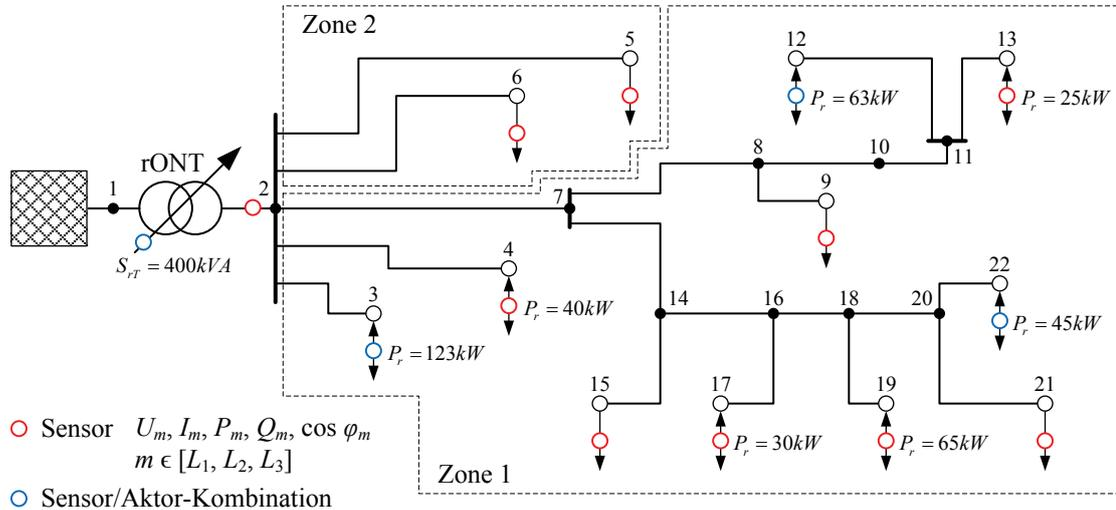 Zone 2
5
6
12
13
P_r = 63kW
P_r = 25kW
rONT
1
2
S_rT = 400kVA
8
10
11
7
9
4
P_r = 40kW
3
P_r = 123kW
22
14
16
18
20
P_r = 45kW
15
17
19
21
P_r = 30kW
P_r = 65kW
Sensor U_m, I_m, P_m, Q_m, cos φ_m
m ϵ [L_1, L_2, L_3]
Zone 1
Sensor/Aktor-Kombination